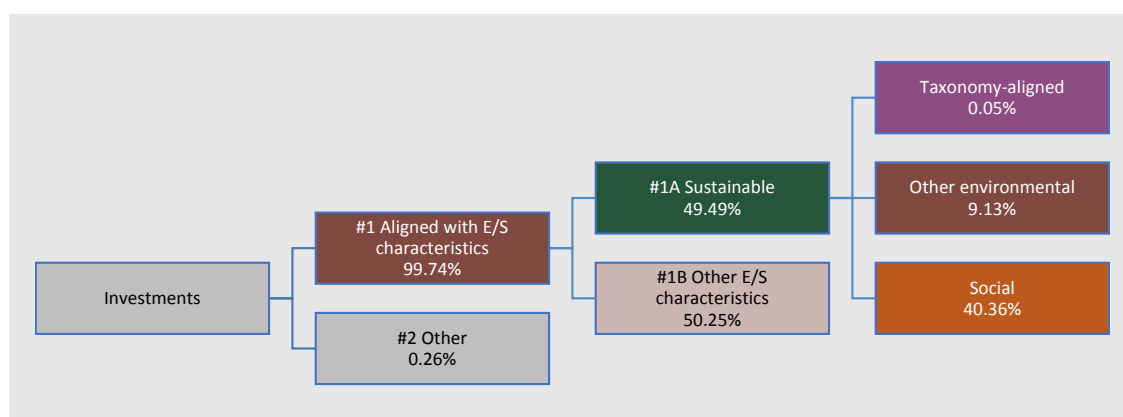 Investments
#1 Aligned with E/S
characteristics
99.74%
#2 Other
0.26%
#1A Sustainable
49.49%
#1B Other E/S
characteristics
50.25%
Taxonomy-aligned
0.05%
Other environmental
9.13%
Social
40.36%